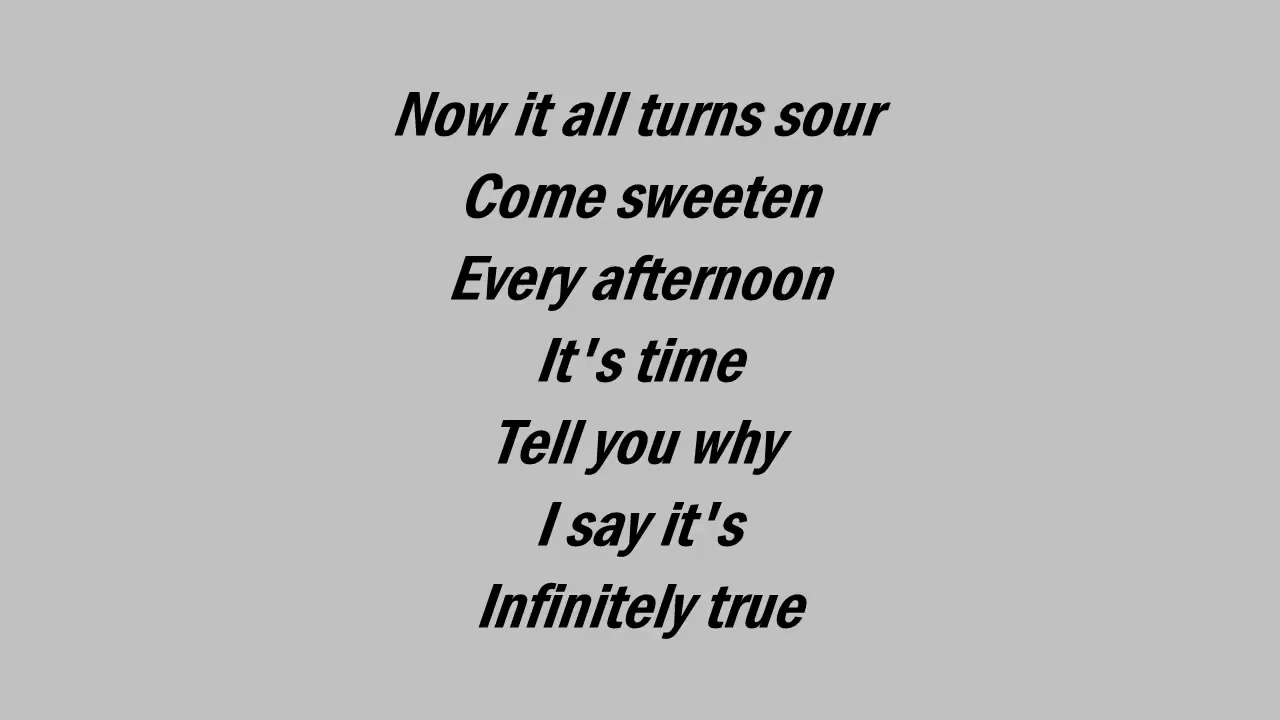 Now it all turns sour
Come sweeten
Every afternoon
It's time
Tell you why
I say it's
Infinitely true